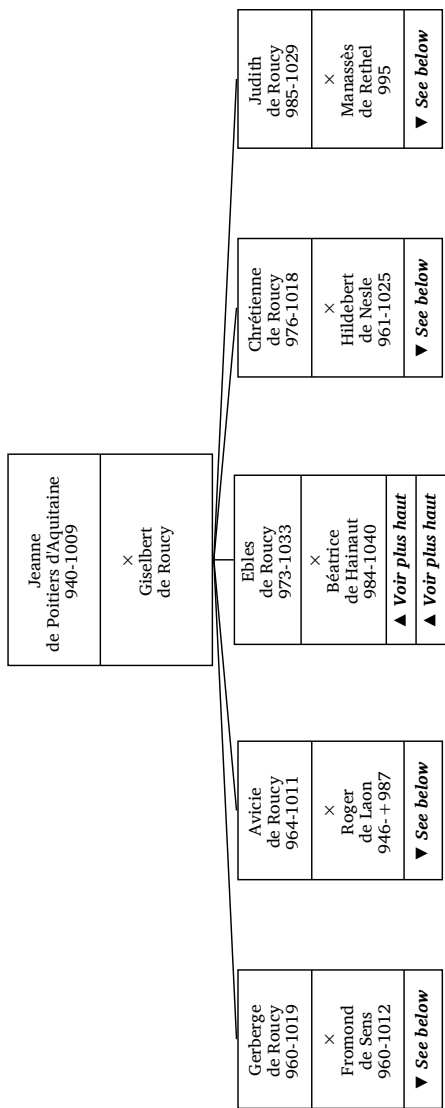 Jeanne
de Poitiers d'Aquitaine
940-1009
×
Giselbert
de Roucy
Gerberge
de Roucy
960-1019
×
Fromond
de Sens
960-1012
▼ See below
Avicie
de Roucy
964-1011
×
Roger
de Laon
946-+987
▼ See below
Ebles
de Roucy
973-1033
×
Béatrice
de Hainaut
984-1040
▲ Voir plus haut
▲ Voir plus haut
Chrétienne
de Roucy
976-1018
×
Hildebert
de Nesle
961-1025
▼ See below
Judith
de Roucy
985-1029
×
Manassès
de Rethel
995
▼ See below